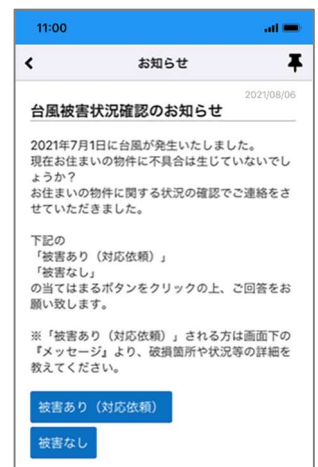 11:00
お知らせ
2021/08/06
台風被害状況確認のお知らせ
2021年7月1日に台風が発生いたしました。
現在お住まいの物件に不具合は生じていないでし
ょうか？
お住まいの物件に関する状況の確認でご連絡をさ
せていただきました。
下記の
「被害あり（対応依頼）」
「被害なし」
の当てはまるボタンをクリックの上、ご回答をお
願い致します。
※「被害あり（対応依頼）」される方は画面下の
『メッセージ』より、破損箇所や状況等の詳細を
教えてください。
被害あり（対応依頼）
被害なし